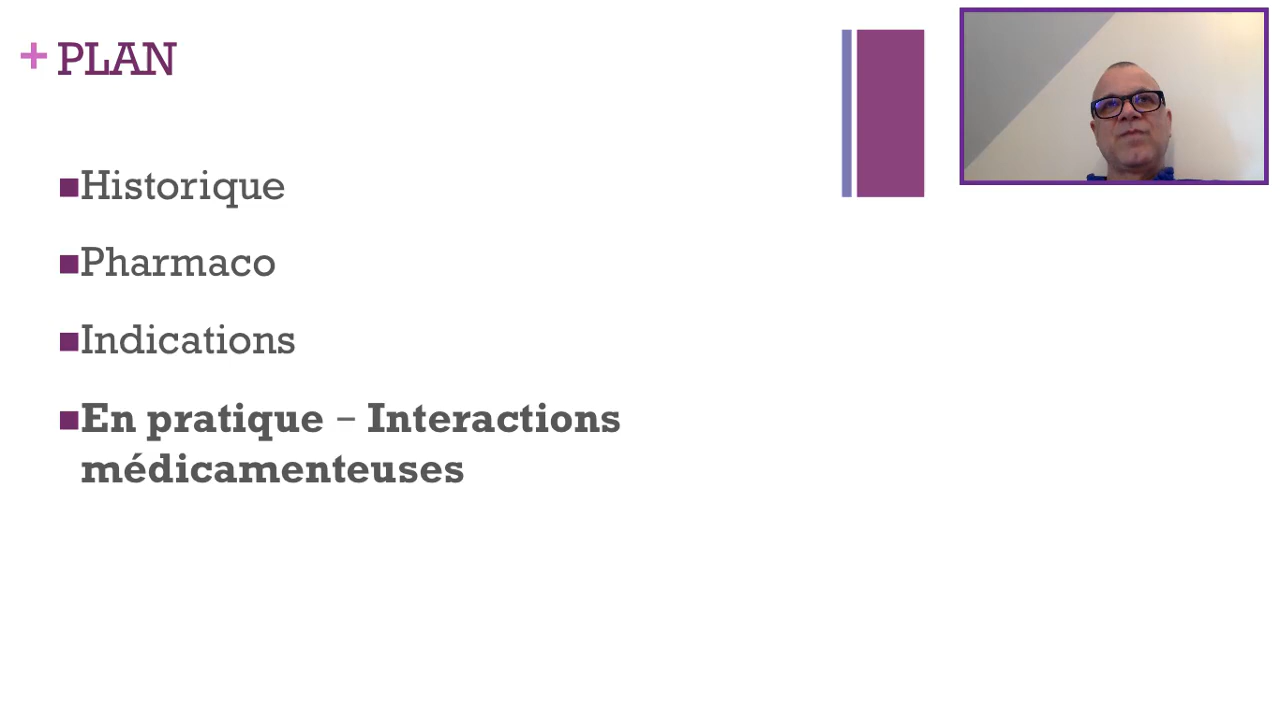 + PLAN
■Historique
■Pharmaco
■Indications
■En pratique – Interactions
médicamenteuses